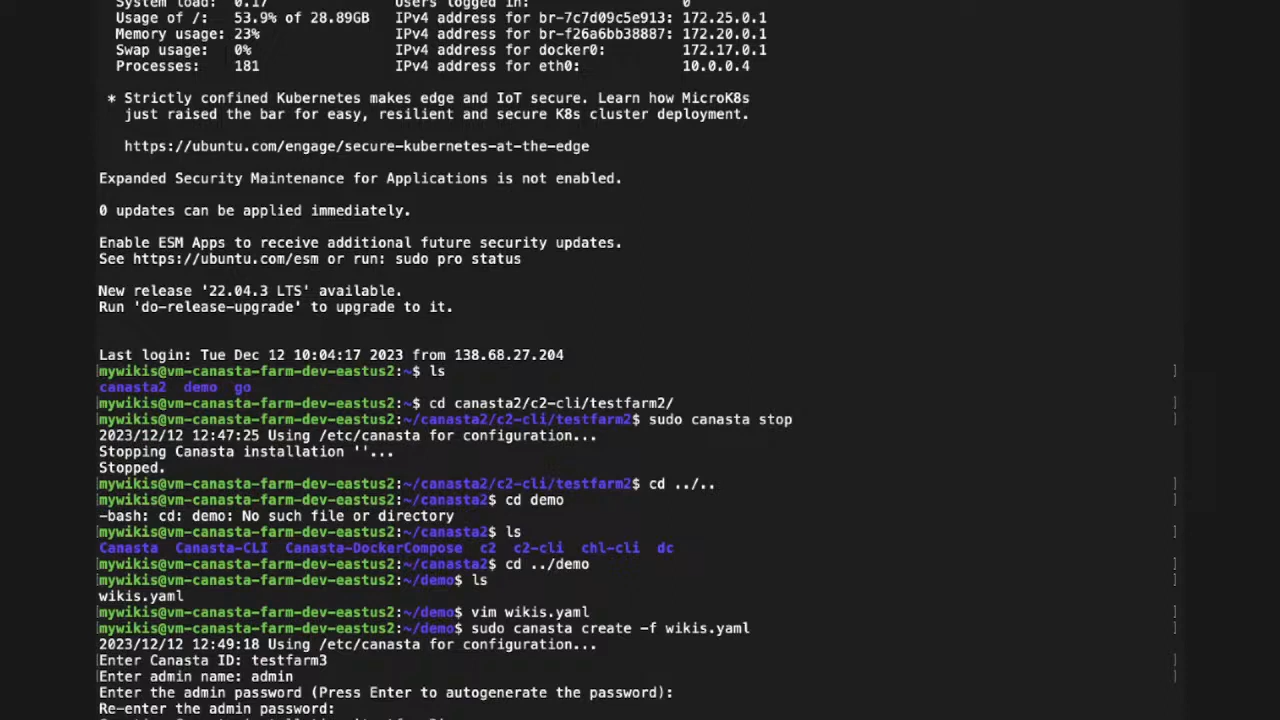 System load: 0.17 Users logged in: 0
Usage of /: 53.9% of 28.89GB IPv4 address for br-7c7d09c5e913: 172.25.0.1
Memory usage: 23% IPv4 address for br-f26a6bb38887: 172.20.0.1
Swap usage: 0% IPv4 address for docker0: 172.17.0.1
Processes: 181 IPv4 address for eth0: 10.0.0.4
* Strictly confined Kubernetes makes edge and IoT secure. Learn how MicroK8s
just raised the bar for easy, resilient and secure K8s cluster deployment.
https://ubuntu.com/engage/secure-kubernetes-at-the-edge
Expanded Security Maintenance for Applications is not enabled.
0 updates can be applied immediately.
Enable ESM Apps to receive additional future security updates.
See https://ubuntu.com/esm or run: sudo pro status
New release '22.04.3 LTS' available.
Run 'do-release-upgrade' to upgrade to it.
Last login: Tue Dec 12 10:04:17 2023 from 138.68.27.204
mywikis@vm-canasta-farm-dev-eastus2:~$ ls
canasta2 demo go
mywikis@vm-canasta-farm-dev-eastus2:~$ cd canasta2/c2-cli/testfarm2/
mywikis@vm-canasta-farm-dev-eastus2:~/canasta2/c2-cli/testfarm2$ sudo canasta stop
2023/12/12 12:47:25 Using /etc/canasta for configuration...
Stopping Canasta installation ''...
Stopped.
mywikis@vm-canasta-farm-dev-eastus2:~/canasta2/c2-cli/testfarm2$ cd ../..
mywikis@vm-canasta-farm-dev-eastus2:~/canasta2$ cd demo
-bash: cd: demo: No such file or directory
mywikis@vm-canasta-farm-dev-eastus2:~/canasta2$ ls
Canasta Canasta-CLI Canasta-DockerCompose c2 c2-cli chl-cli dc
mywikis@vm-canasta-farm-dev-eastus2:~/canasta2$ cd ../demo
mywikis@vm-canasta-farm-dev-eastus2:~/demo$ ls
wikis.yaml
mywikis@vm-canasta-farm-dev-eastus2:~/demo$ vim wikis.yaml
mywikis@vm-canasta-farm-dev-eastus2:~/demo$ sudo canasta create -f wikis.yaml
2023/12/12 12:49:18 Using /etc/canasta for configuration...
Enter Canasta ID: testfarm3
Enter admin name: admin
Enter the admin password (Press Enter to autogenerate the password):
Re-enter the admin password: